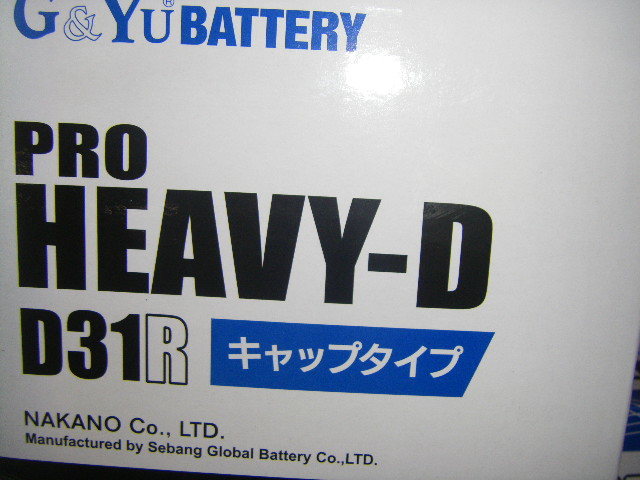 G&YU® BATTERY
PRO
HEAVY-D
D31R キャップタイプ
NAKANO Co., LTD.
Manufactured by Sebang Global Battery Co.,LTD.